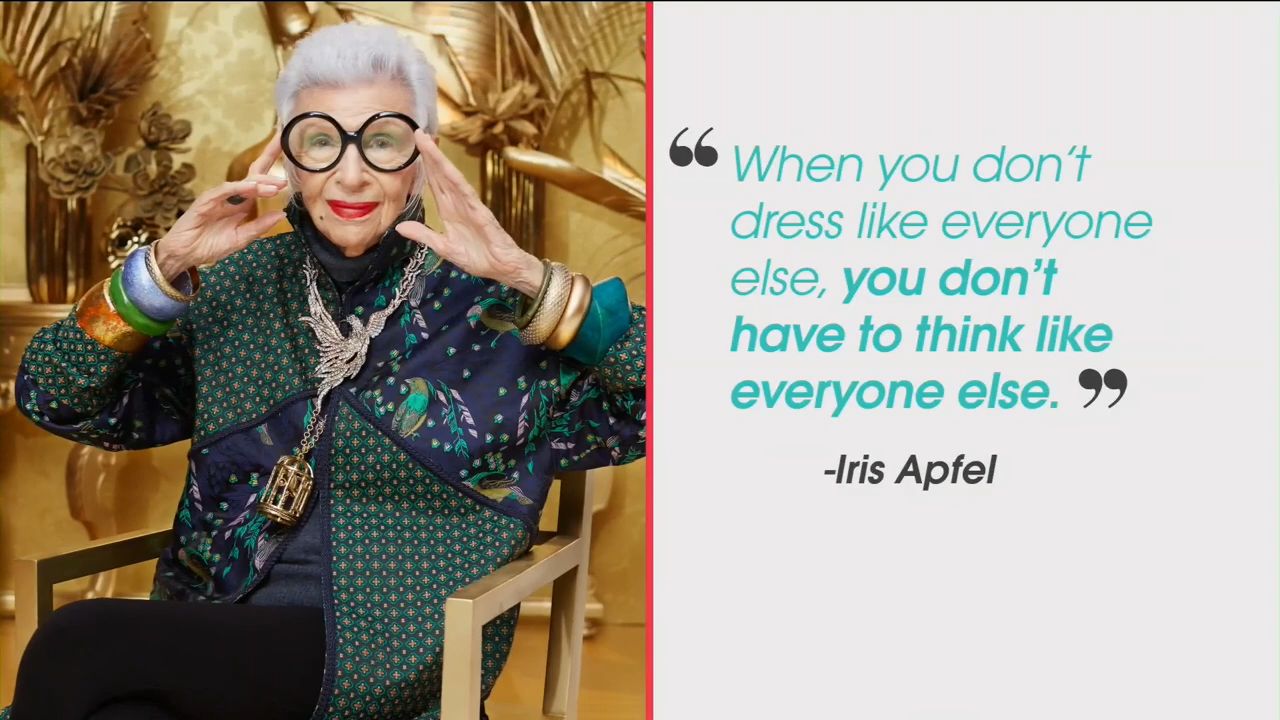 “ When you don’t
dress like everyone
else, you don’t
have to think like
everyone else. ”
-Iris Apfel